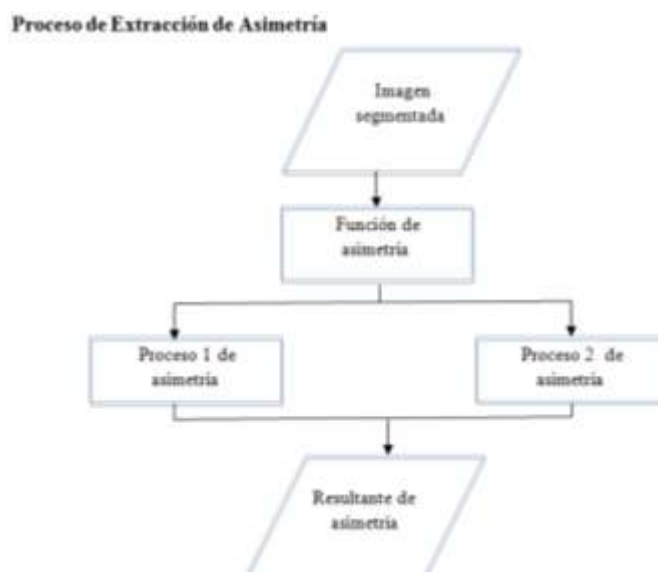 Proceso de Extracción de Asimetría
Imagen
segmentada
Función de
asimetría
Proceso 1 de
asimetría
Proceso 2 de
asimetría
Resultante de
asimetría